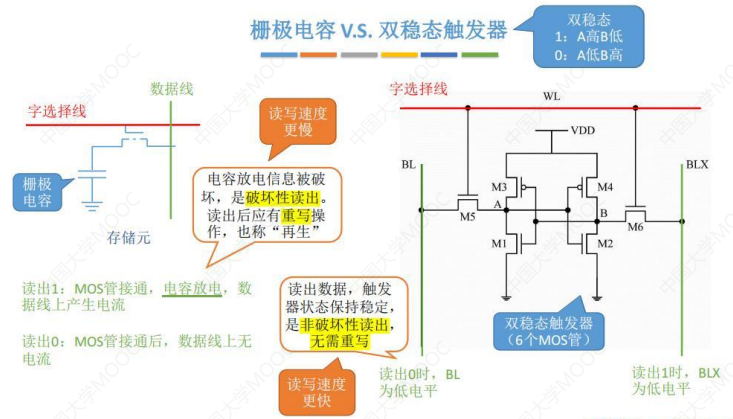 栅极电容 V.S. 双稳态触发器
双稳态
1：A高B低
0：A低B高
数据线
字选择线
栅极
电容
存储元
读写速度
更慢
电容放电信息被破
坏，是破坏性读出。
读出后应有重写操
作，也称“再生”
读出1：MOS管接通，电容放电，数
据线上产生电流
读出0：MOS管接通后，数据线上无
电流
字选择线
WL
VDD
BL
BLX
M3
M4
A
B
M5
M6
M1
M2
读出数据，触发
器状态保持稳定，
是非破坏性读出，
无需重写
读写速度
更快
双稳态触发器
（6个MOS管）
读出0时，BL
为低电平
读出1时，BLX
为低电平
中国大学MOOC